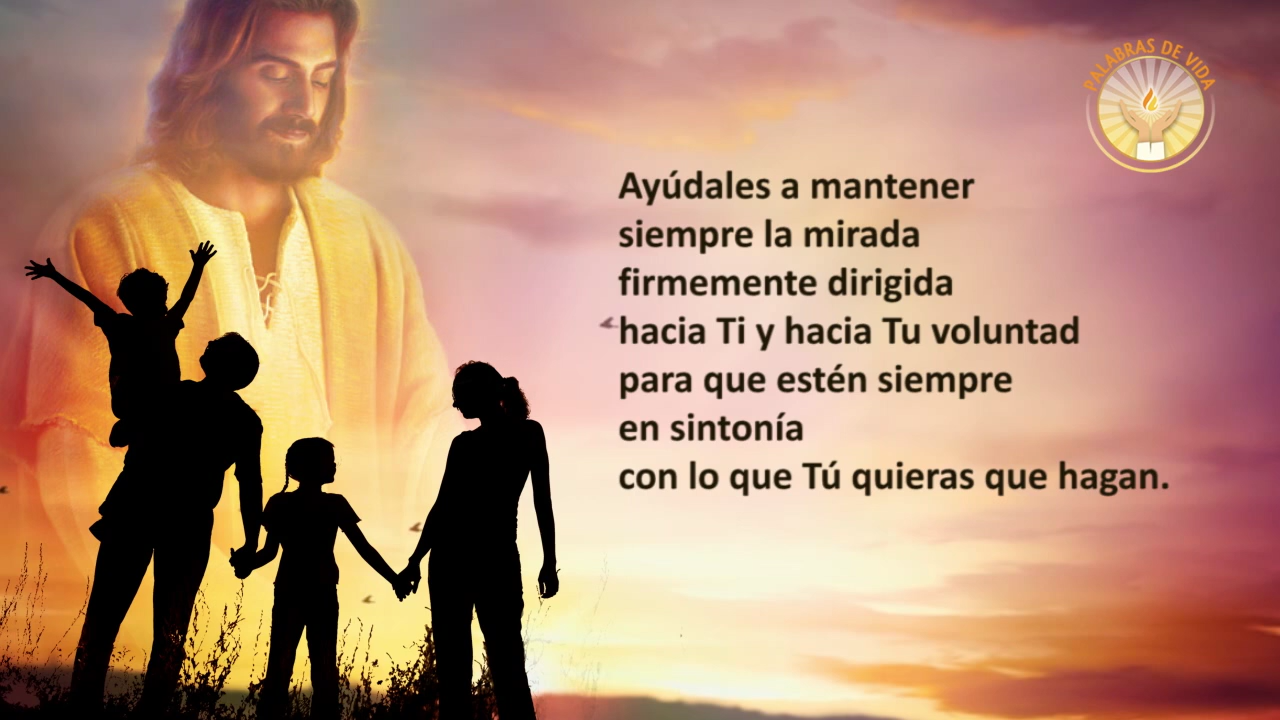 PALABRAS DE VIDA
Ayúdales a mantener
siempre la mirada
firmemente dirigida
hacia Ti y hacia Tu voluntad
para que estén siempre
en sintonía
con lo que Tú quieras que hagan.